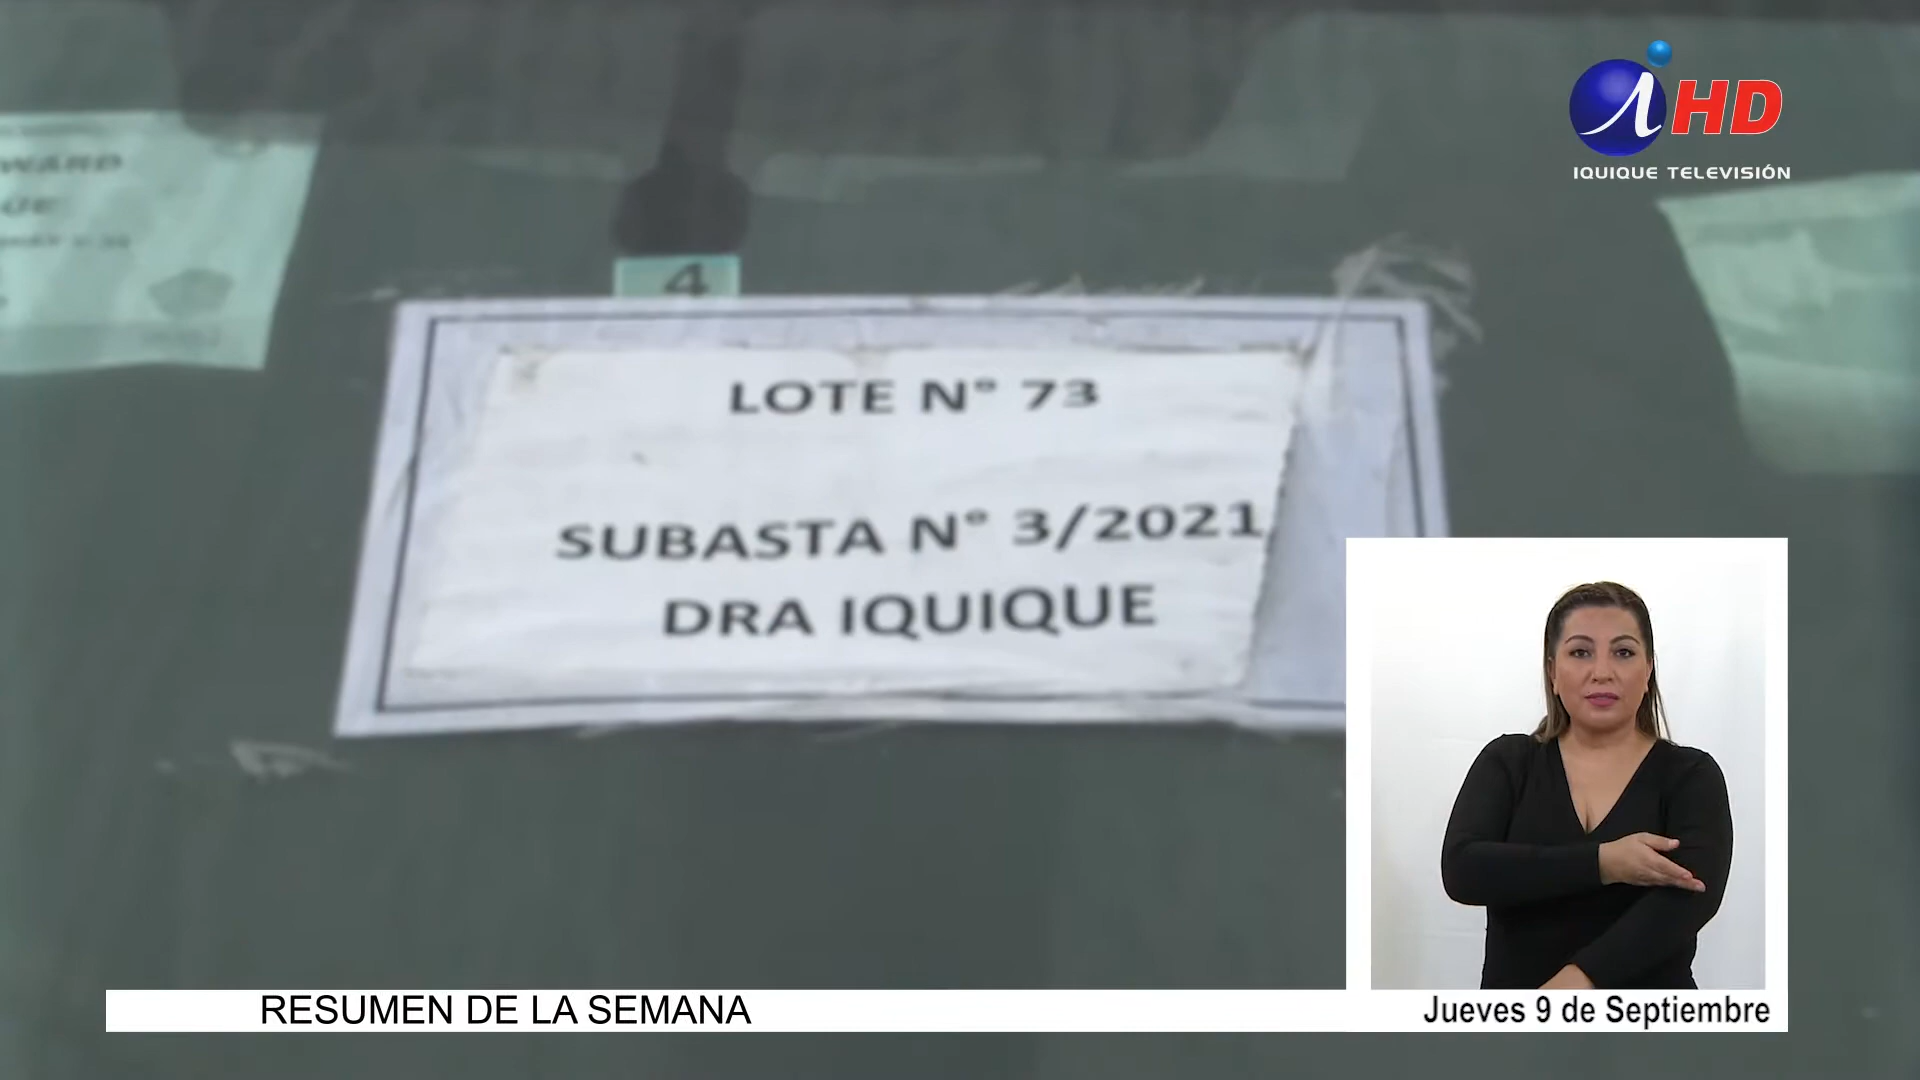 HD
IQUIQUE TELEVISIÓN
4
LOTE N° 73
SUBASTA N° 3/2021
DRA IQUIQUE
RESUMEN DE LA SEMANA
Jueves 9 de Septiembre